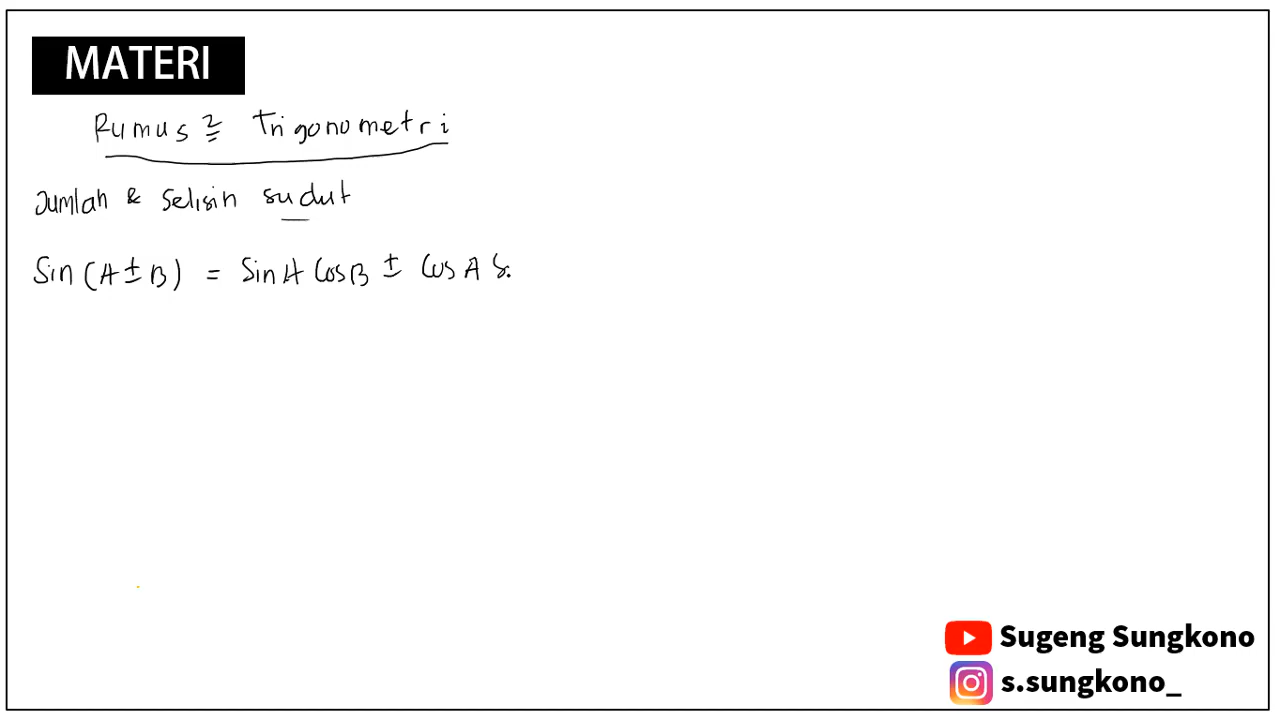 MATERI
Rumus² Trigonometri
Jumlah & Selisih sudut
Sin (A ± B) = Sin A Cos B ± Cos A S
Sugeng Sungkono
s.sungkono_